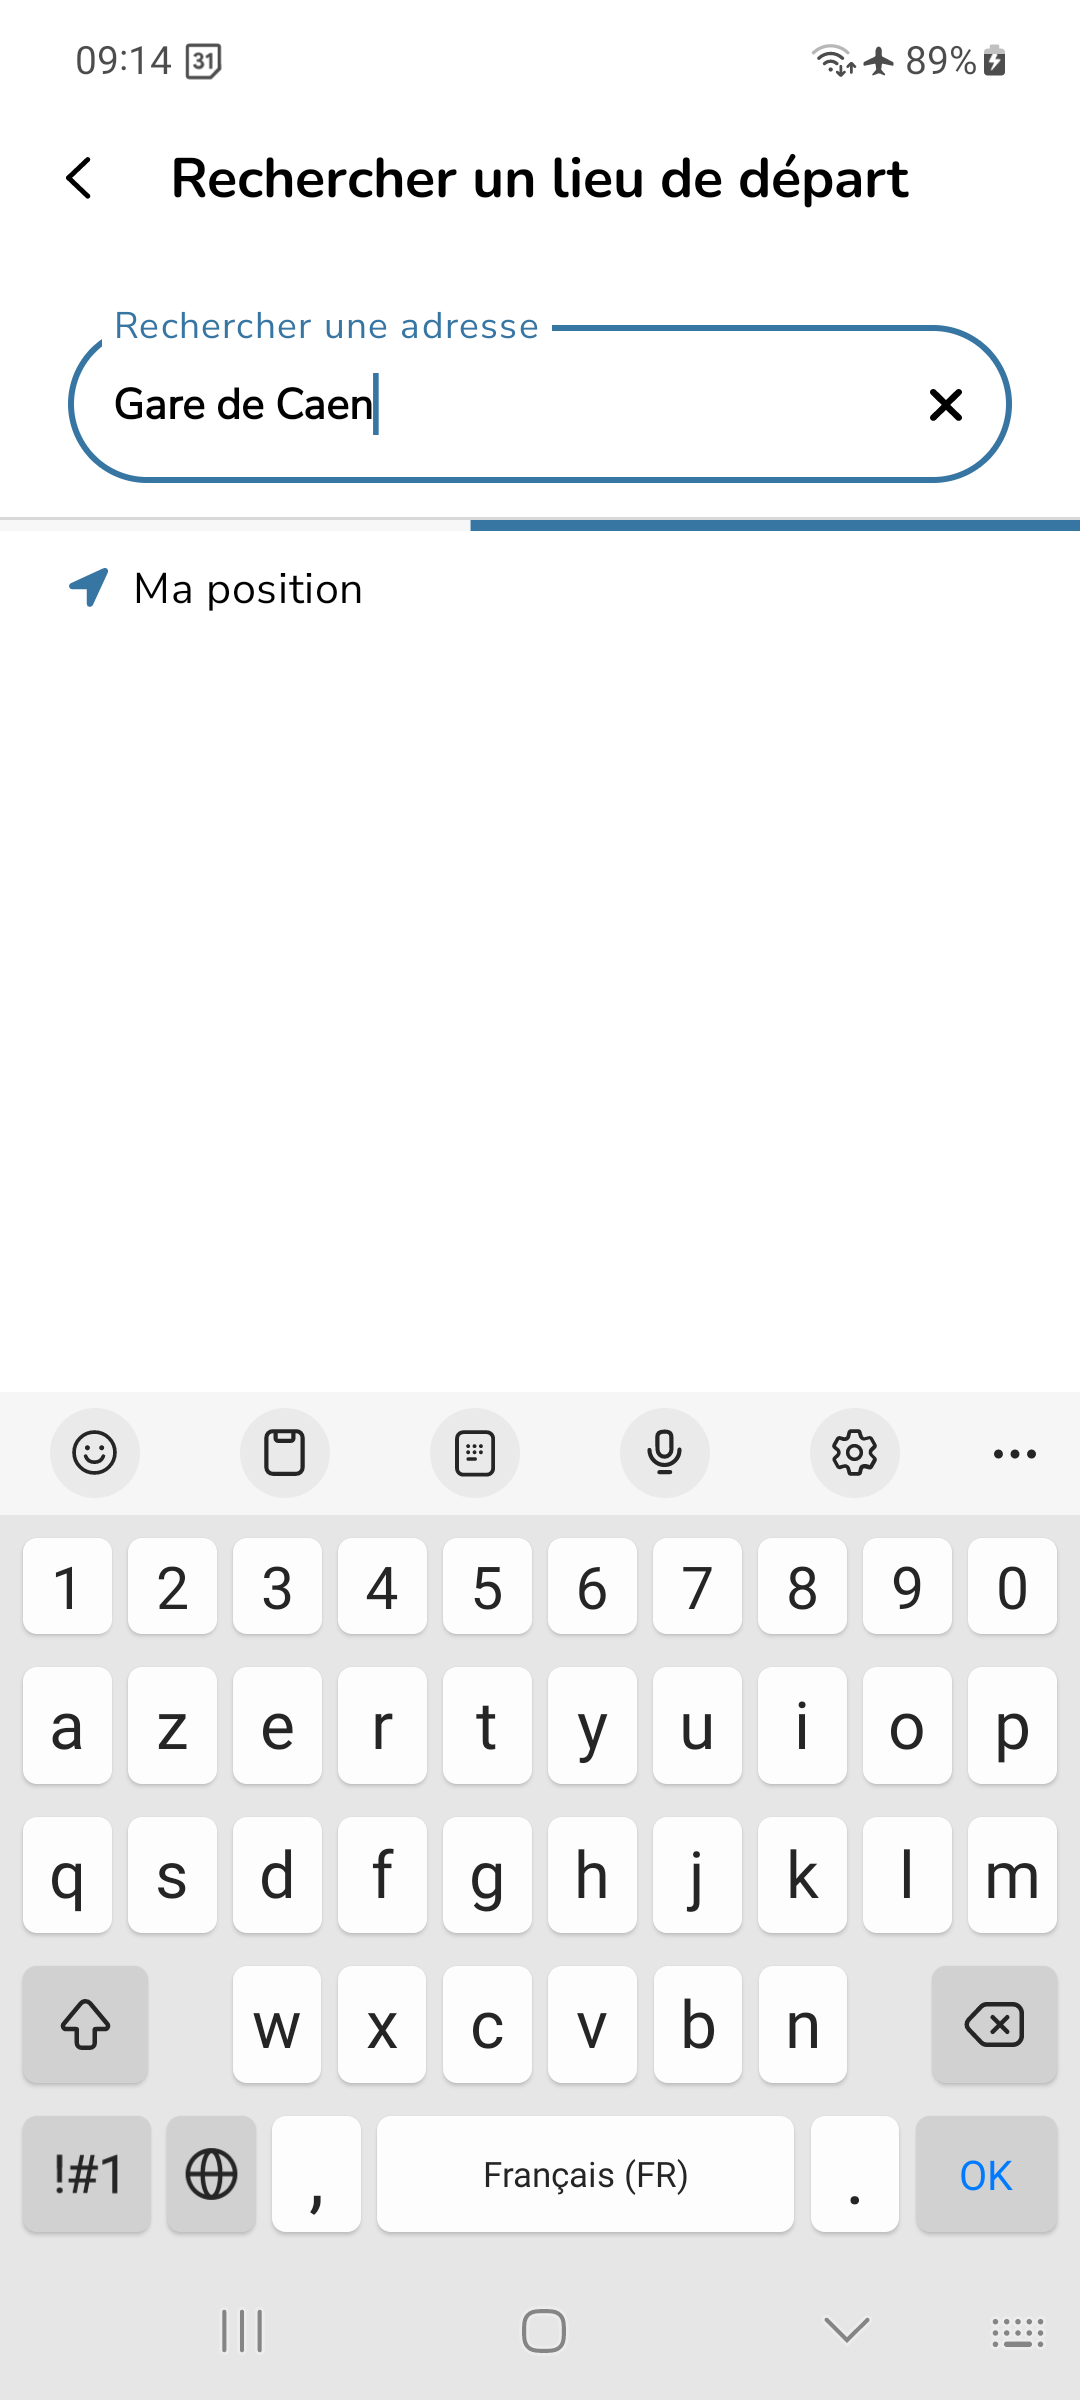 09:14 31 89%
Rechercher un lieu de départ
Rechercher une adresse
Gare de Caen
Ma position
1 2 3 4 5 6 7 8 9 0
a z e r t y u i o p
q s d f g h j k l m
w x c v b n
!#1 , Français (FR) . OK